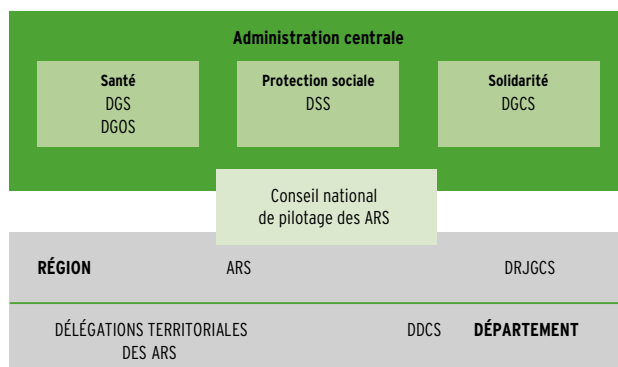 Administration centrale
Santé
DGS
DGOS
Protection sociale
DSS
Solidarité
DGCS
Conseil national
de pilotage des ARS
RÉGION ARS DRJGCS
DÉLÉGATIONS TERRITORIALES
DES ARS
DDCS DÉPARTEMENT